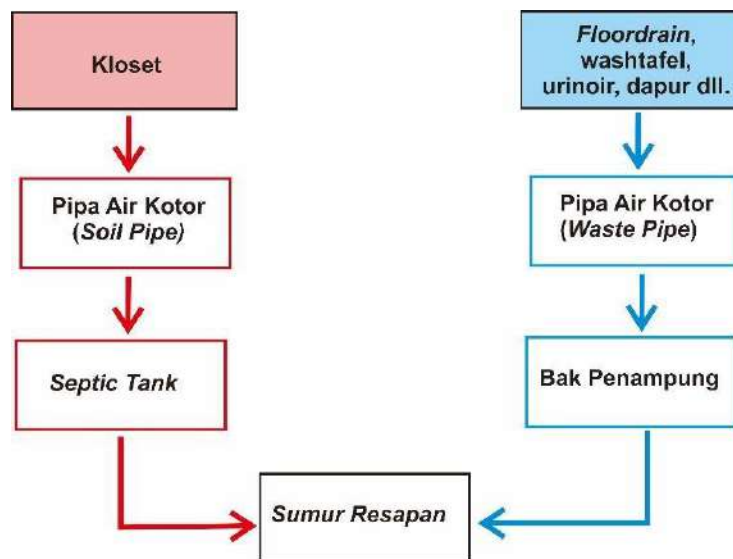 Kloset
Floordrain,
washtafel,
urinoir, dapur dll.
Pipa Air Kotor
(Soil Pipe)
Pipa Air Kotor
(Waste Pipe)
Septic Tank
Bak Penampung
Sumur Resapan